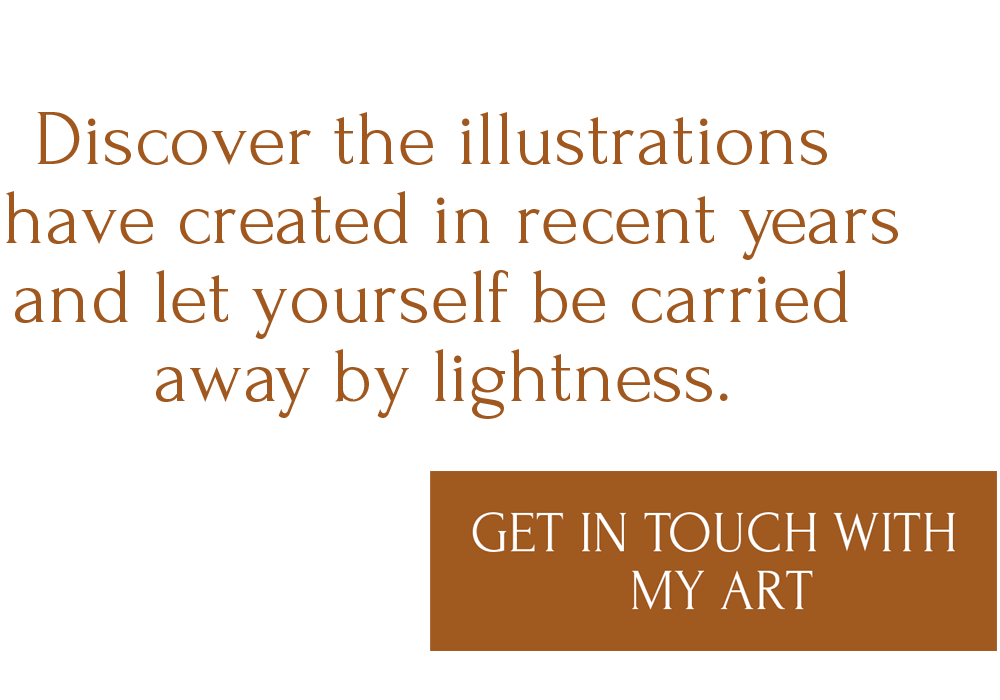 Discover the illustrations
have created in recent years
and let yourself be carried
away by lightness.
GET IN TOUCH WITH
MY ART